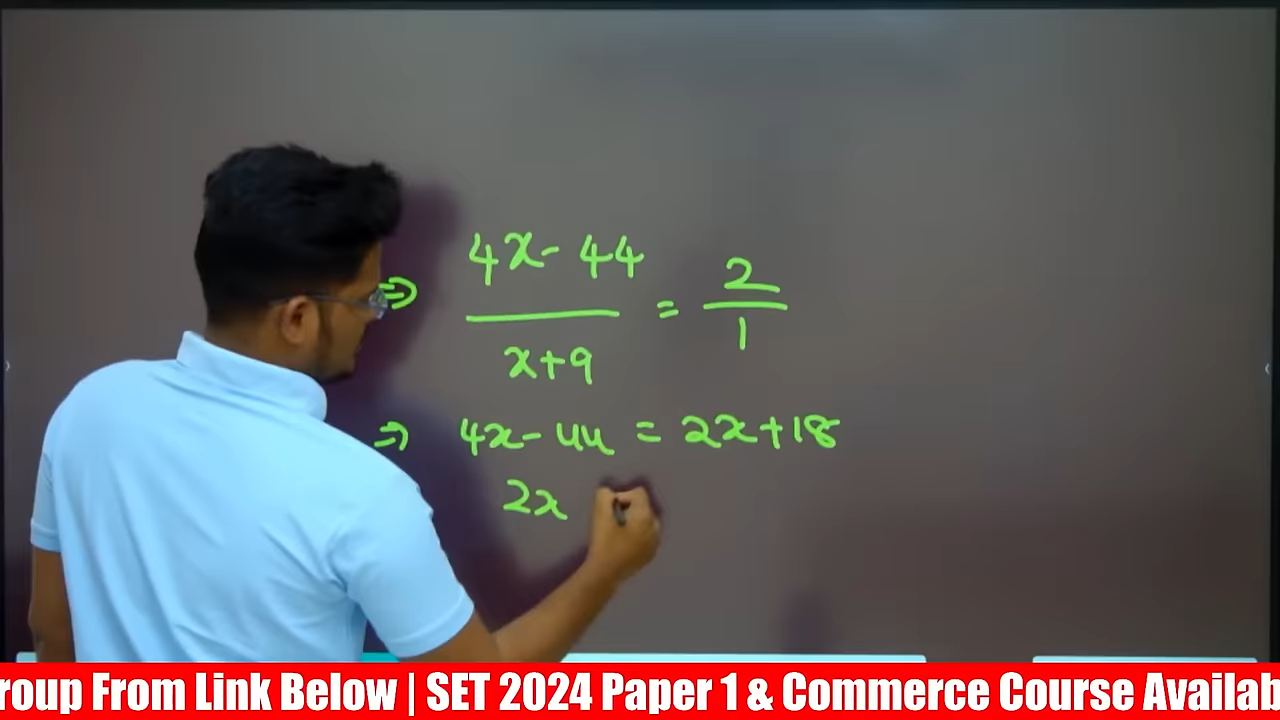 ⇒ 4x - 44
= 2
1
x+9
⇒ 4x - 44 = 2x+18
2x
roup From Link Below | SET 2024 Paper 1 & Commerce Course Availab